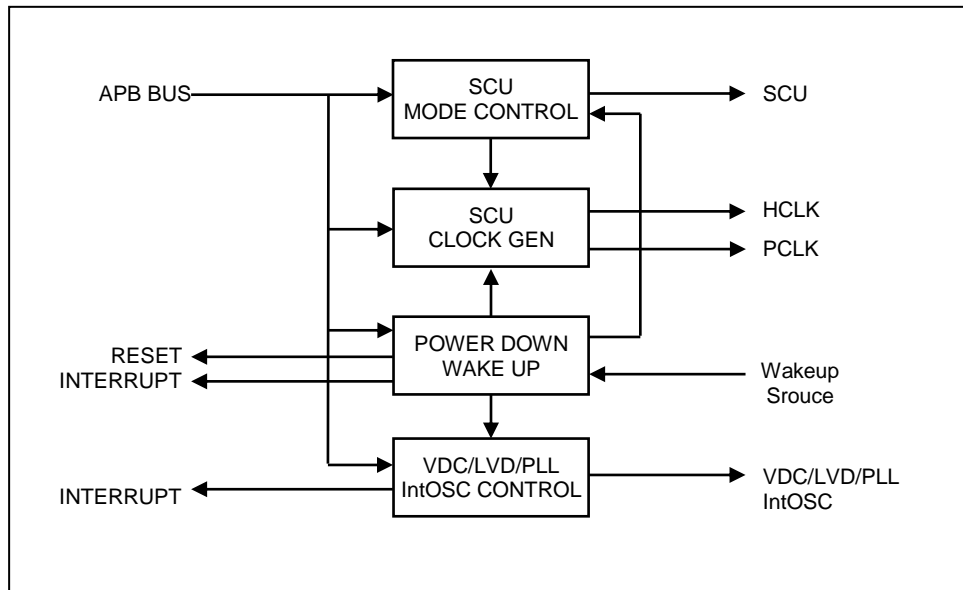 APB BUS
SCU
MODE CONTROL
SCU
SCU
CLOCK GEN
HCLK
PCLK
POWER DOWN
WAKE UP
RESET
INTERRUPT
Wakeup
Srouce
VDC/LVD/PLL
IntOSC CONTROL
INTERRUPT
VDC/LVD/PLL
IntOSC